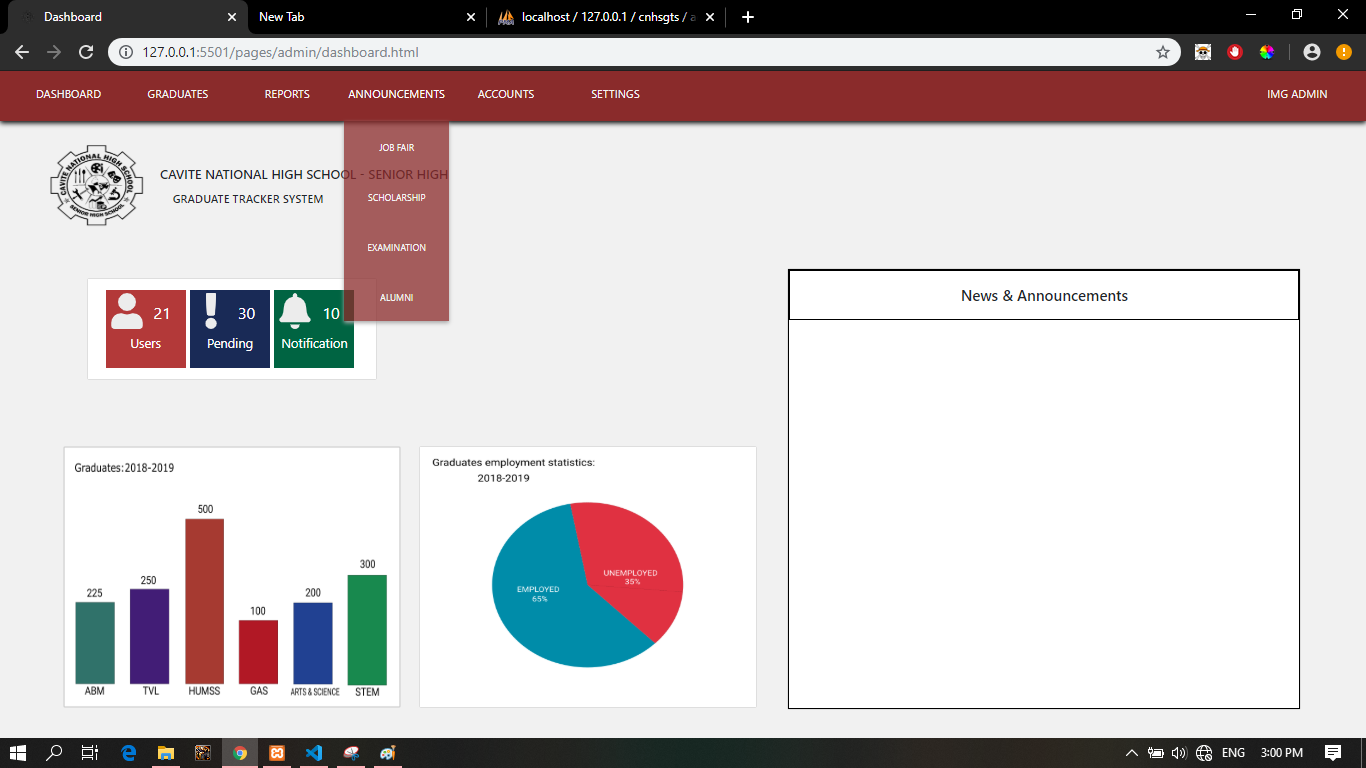 Dashboard
New Tab
localhost / 127.0.0.1 / cnhsgts / a
127.0.0.1:5501/pages/admin/dashboard.html
DASHBOARD
GRADUATES
REPORTS
ANNOUNCEMENTS
ACCOUNTS
SETTINGS
IMG ADMIN
JOB FAIR
SCHOLARSHIP
EXAMINATION
ALUMNI
CAVITE NATIONAL HIGH SCHOOL
SENIOR HIGH SCHOOL
CAVITE NATIONAL HIGH SCHOOL - SENIOR HIGH
GRADUATE TRACKER SYSTEM
21
Users
30
Pending
10
Notification
News & Announcements
Graduates:2018-2019
225
250
500
100
200
300
ABM
TVL
HUMSS
GAS
ARTS & SCIENCE
STEM
Graduates employment statistics:
2018-2019
EMPLOYED
65%
UNEMPLOYED
35%
ENG
3:00 PM